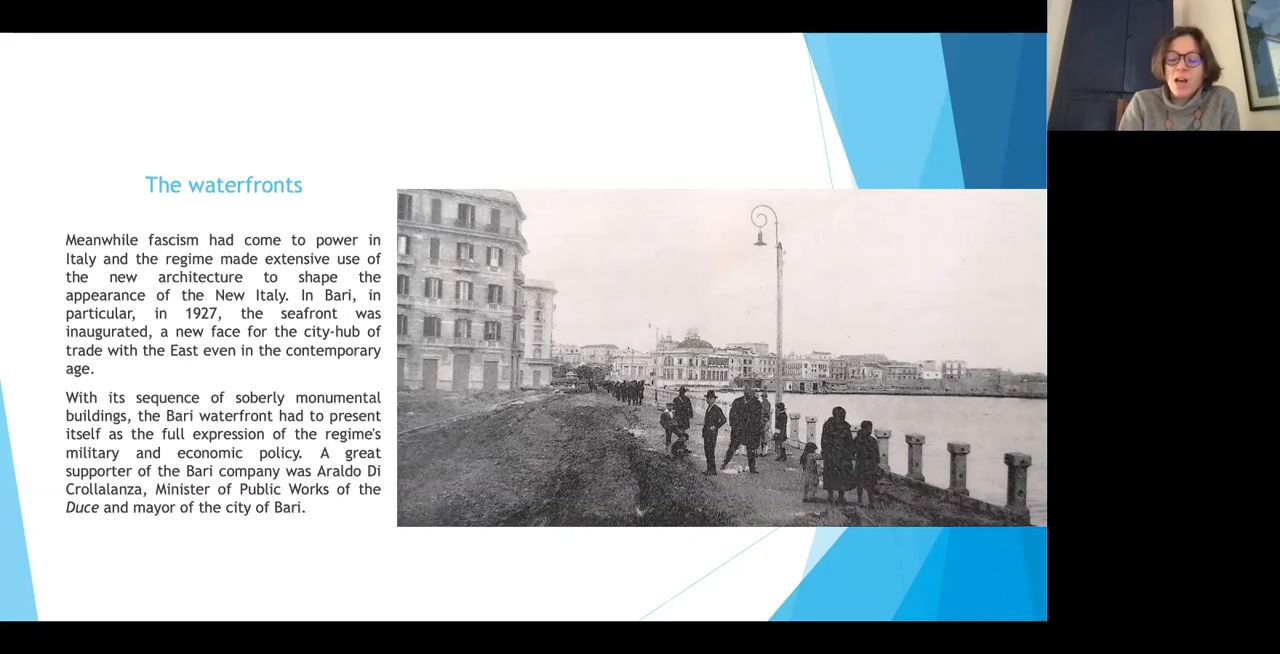 The waterfronts
Meanwhile fascism had come to power in
Italy and the regime made extensive use of
the new architecture to shape the
appearance of the New Italy. In Bari, in
particular, in 1927, the seafront was
inaugurated, a new face for the city-hub of
trade with the East even in the contemporary
age.
With its sequence of soberly monumental
buildings, the Bari waterfront had to present
itself as the full expression of the regime's
military and economic policy. A great
supporter of the Bari company was Araldo Di
Crollalanza, Minister of Public Works of the
Duce and mayor of the city of Bari.